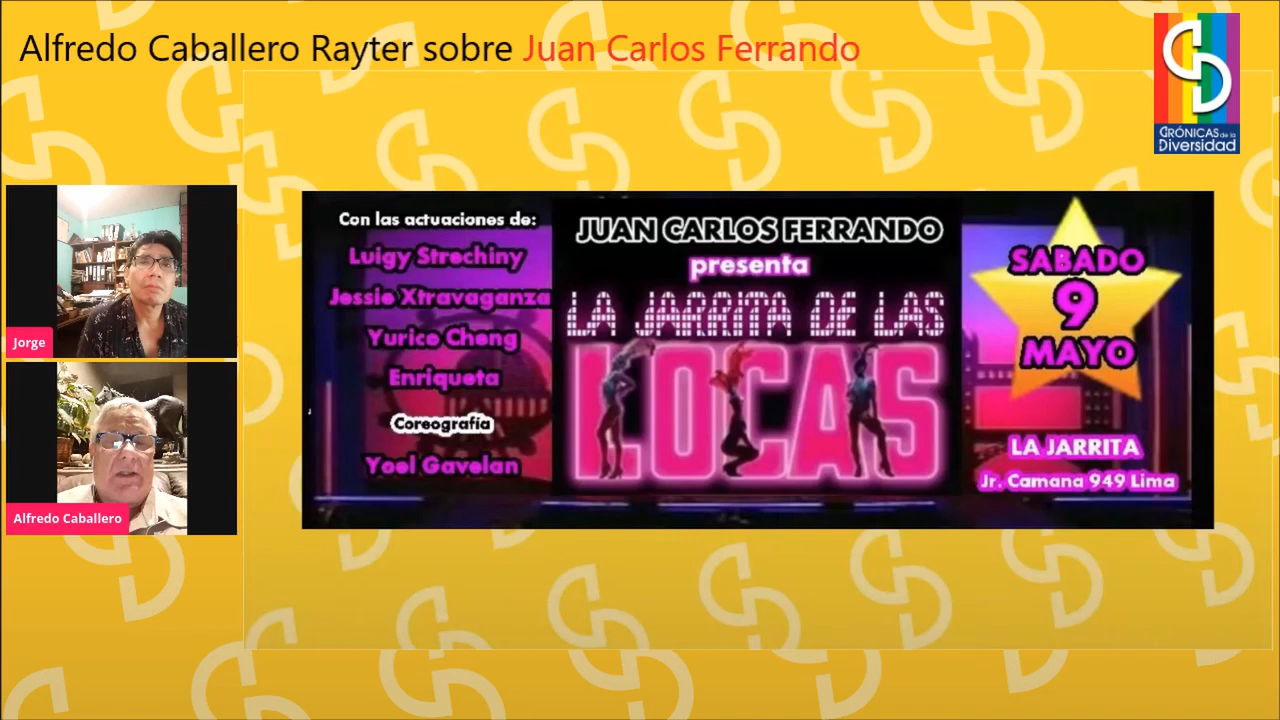 Alfredo Caballero Rayter sobre Juan Carlos Ferrando
CRÓNICAS de la
Diversidad
Jorge
Alfredo Caballero
Con las actuaciones de:
Luigy Strechiny
Jessie Xtravaganza
Yurico Chong
Enriqueta
Coreografía
Yoel Gavelan
JUAN CARLOS FERRANDO
presenta
LA JARRITA DE LAS
LOCAS
SABADO
9
MAYO
LA JARRITA
Jr. Camana 949 Lima